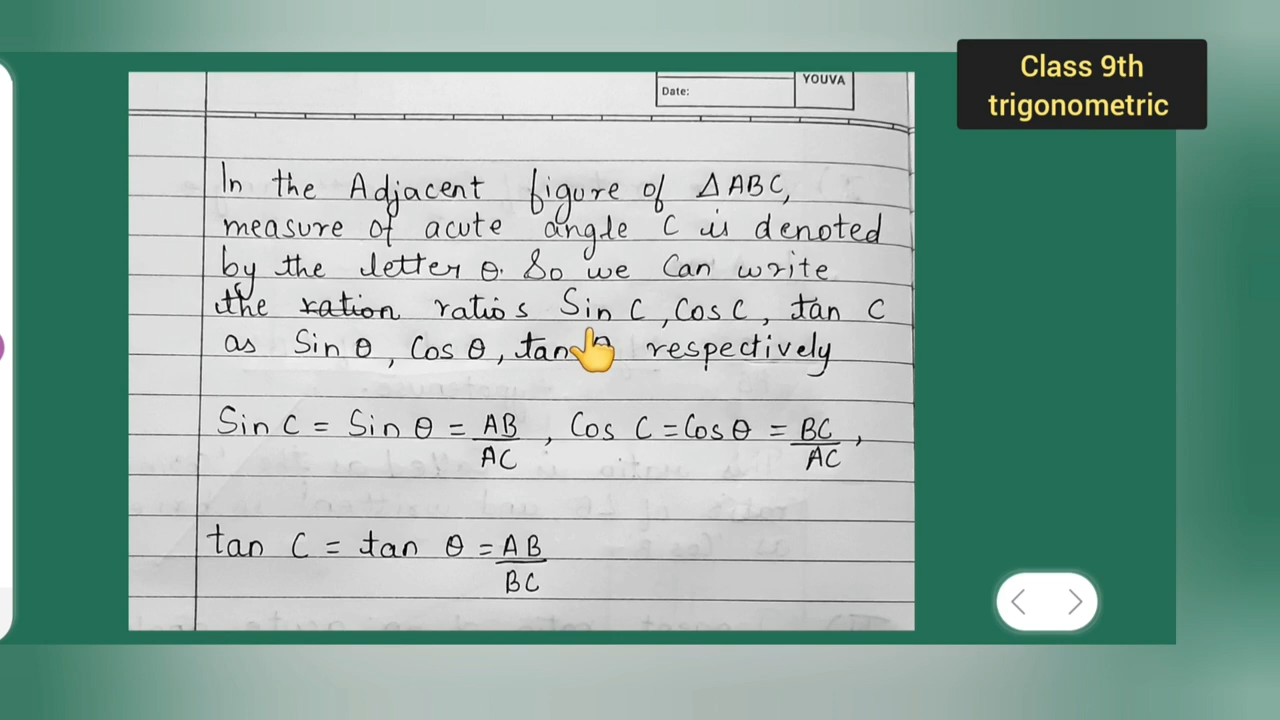 Class 9th
trigonometric
YOUVA
Date:
In the Adjacent figure of ΔABC,
measure of acute angle C is denoted
by the letter θ. So we Can write
the ration ratios Sin C, Cos C, tan C
as Sin θ, Cos θ, tan θ respectively
Sin C = Sin θ = AB/AC, Cos C = Cos θ = BC/AC,
tan C = tan θ = AB/BC